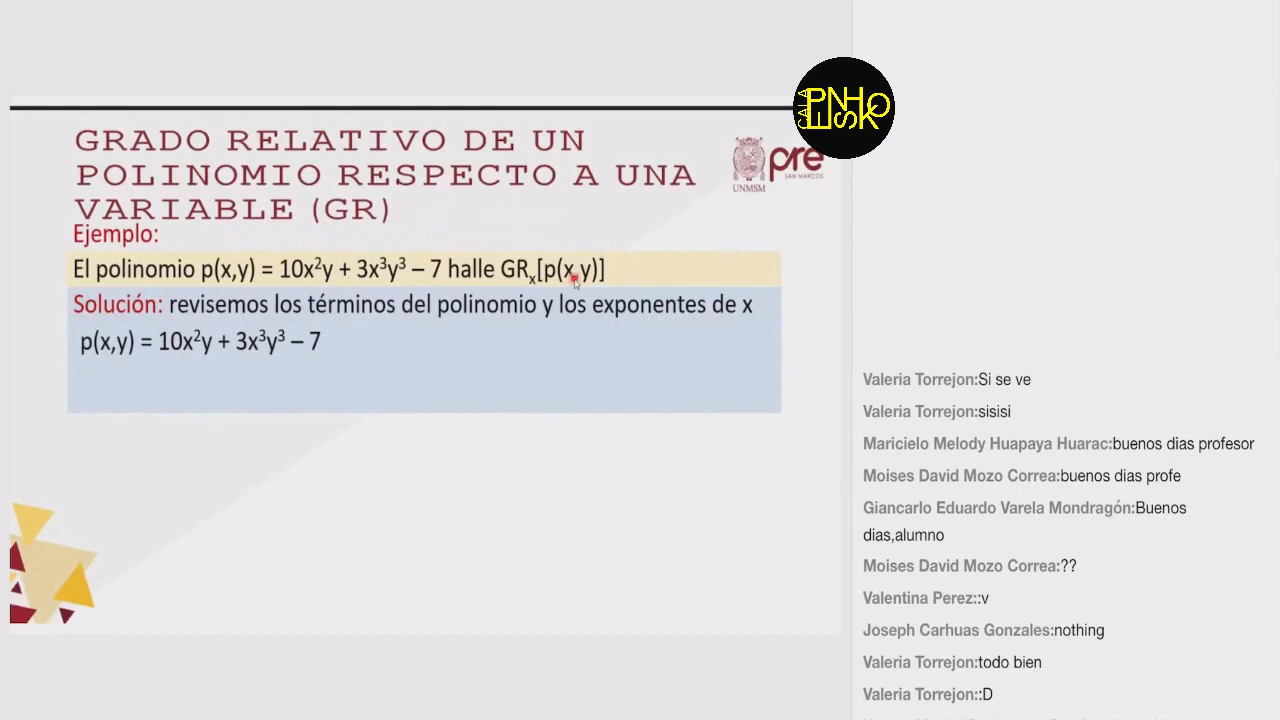 GRADO RELATIVO DE UN
POLINOMIO RESPECTO A UNA
VARIABLE (GR)
UNMSM
pre
SAN MARCOS
Ejemplo:
El polinomio p(x,y) = 10x²y + 3x³y³ – 7 halle GRₓ[p(x,y)]
Solución: revisemos los términos del polinomio y los exponentes de x
p(x,y) = 10x²y + 3x³y³ – 7
Valeria Torrejon:Si se ve
Valeria Torrejon:sisisi
Maricielo Melody Huapaya Huarac:buenos dias profesor
Moises David Mozo Correa:buenos dias profe
Giancarlo Eduardo Varela Mondragón:Buenos
dias,alumno
Moises David Mozo Correa:??
Valentina Perez::v
Joseph Carhuas Gonzales:nothing
Valeria Torrejon:todo bien
Valeria Torrejon::D